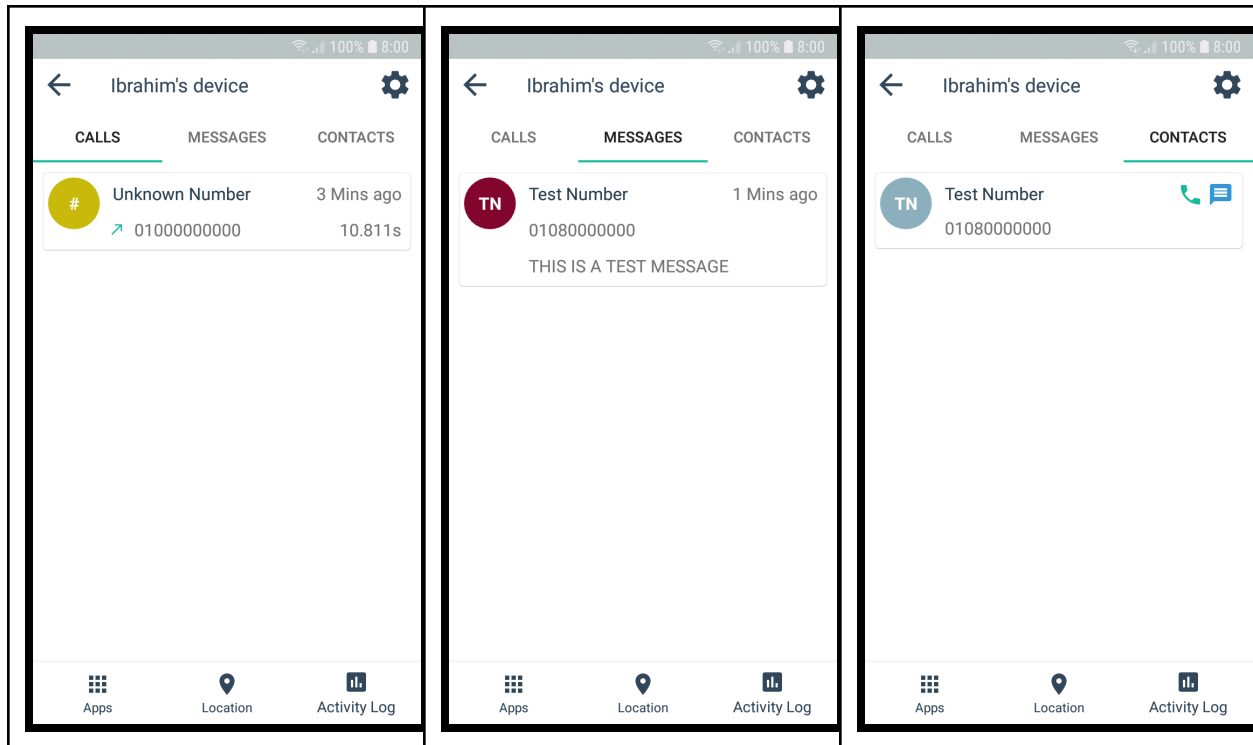 100% 8:00
Ibrahim's device
CALLS MESSAGES CONTACTS
# Unknown Number 3 Mins ago
01000000000 10.811s
Apps Location Activity Log
100% 8:00
Ibrahim's device
CALLS MESSAGES CONTACTS
TN Test Number 1 Mins ago
01080000000
THIS IS A TEST MESSAGE
Apps Location Activity Log
100% 8:00
Ibrahim's device
CALLS MESSAGES CONTACTS
TN Test Number
01080000000
Apps Location Activity Log